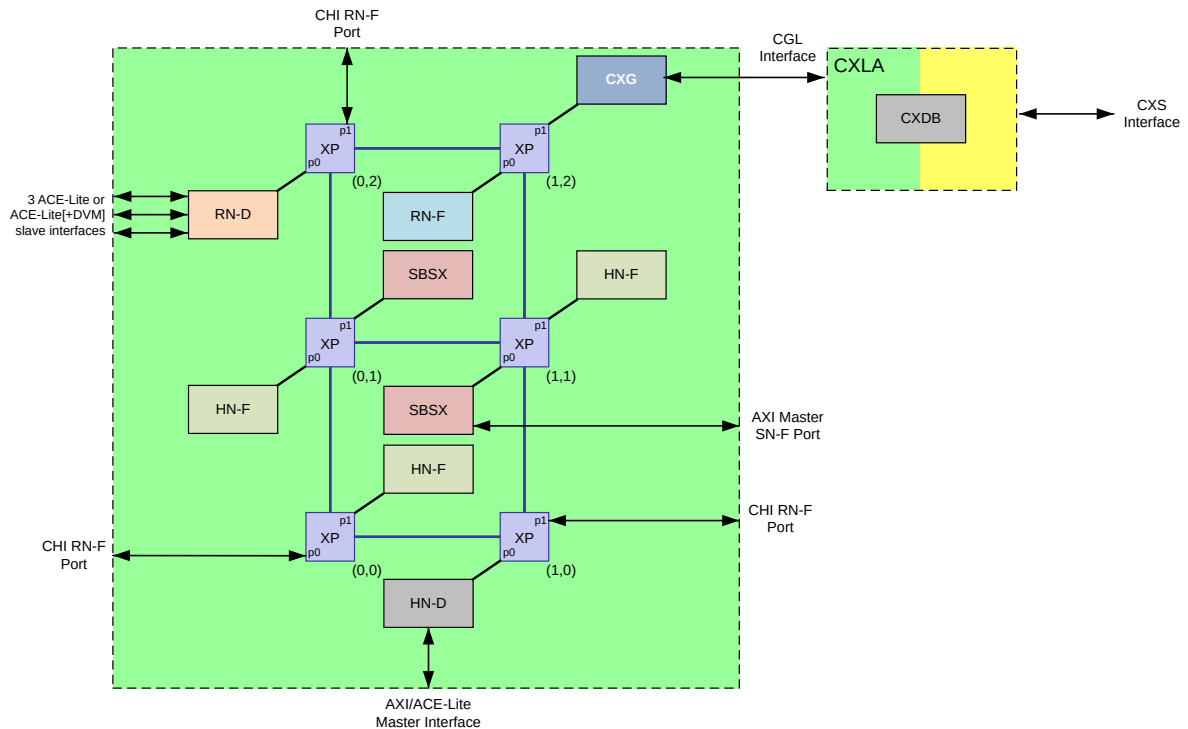 CHI RN-F
Port
CGL
Interface
CXLA
CXG
CXDB
CXS
Interface
p1
XP
p0
(0,2)
p1
XP
p0
(1,2)
3 ACE-Lite or
ACE-Lite[+DVM]
slave interfaces
RN-D
RN-F
SBSX
HN-F
p1
XP
p0
(0,1)
p1
XP
p0
(1,1)
HN-F
SBSX
AXI Master
SN-F Port
HN-F
p1
XP
p0
(0,0)
p1
XP
p0
(1,0)
CHI RN-F
Port
CHI RN-F
Port
HN-D
AXI/ACE-Lite
Master Interface